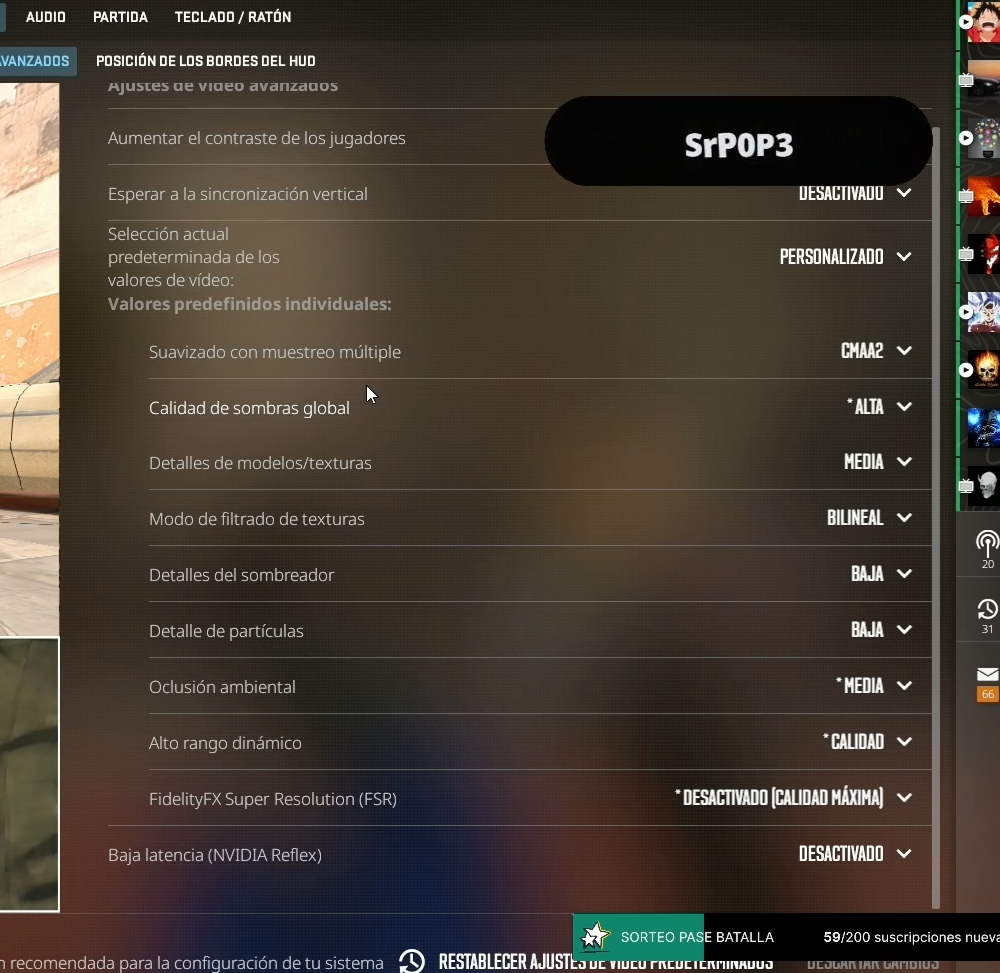 AUDIO PARTIDA TECLADO / RATÓN
AVANZADOS POSICIÓN DE LOS BORDES DEL HUD
Ajustes de vídeo avanzados
Aumentar el contraste de los jugadores
SrP0P3
Esperar a la sincronización vertical DESACTIVADO
Selección actual
predeterminada de los
valores de vídeo:
PERSONALIZADO
Valores predefinidos individuales:
Suavizado con muestreo múltiple CMAA2
Calidad de sombras global * ALTA
Detalles de modelos/texturas MEDIA
Modo de filtrado de texturas BILINEAL
Detalles del sombreador BAJA
Detalle de partículas BAJA
Oclusión ambiental * MEDIA
Alto rango dinámico * CALIDAD
FidelityFX Super Resolution (FSR) * DESACTIVADO (CALIDAD MÁXIMA)
Baja latencia (NVIDIA Reflex) DESACTIVADO
20
31
66
SORTEO PASE BATALLA 59/200 suscripciones nueva
n recomendada para la configuración de tu sistema RESTABLECER AJUSTES DE VÍDEO PREDETERMINADOS DESCARTAR CAMBIOS